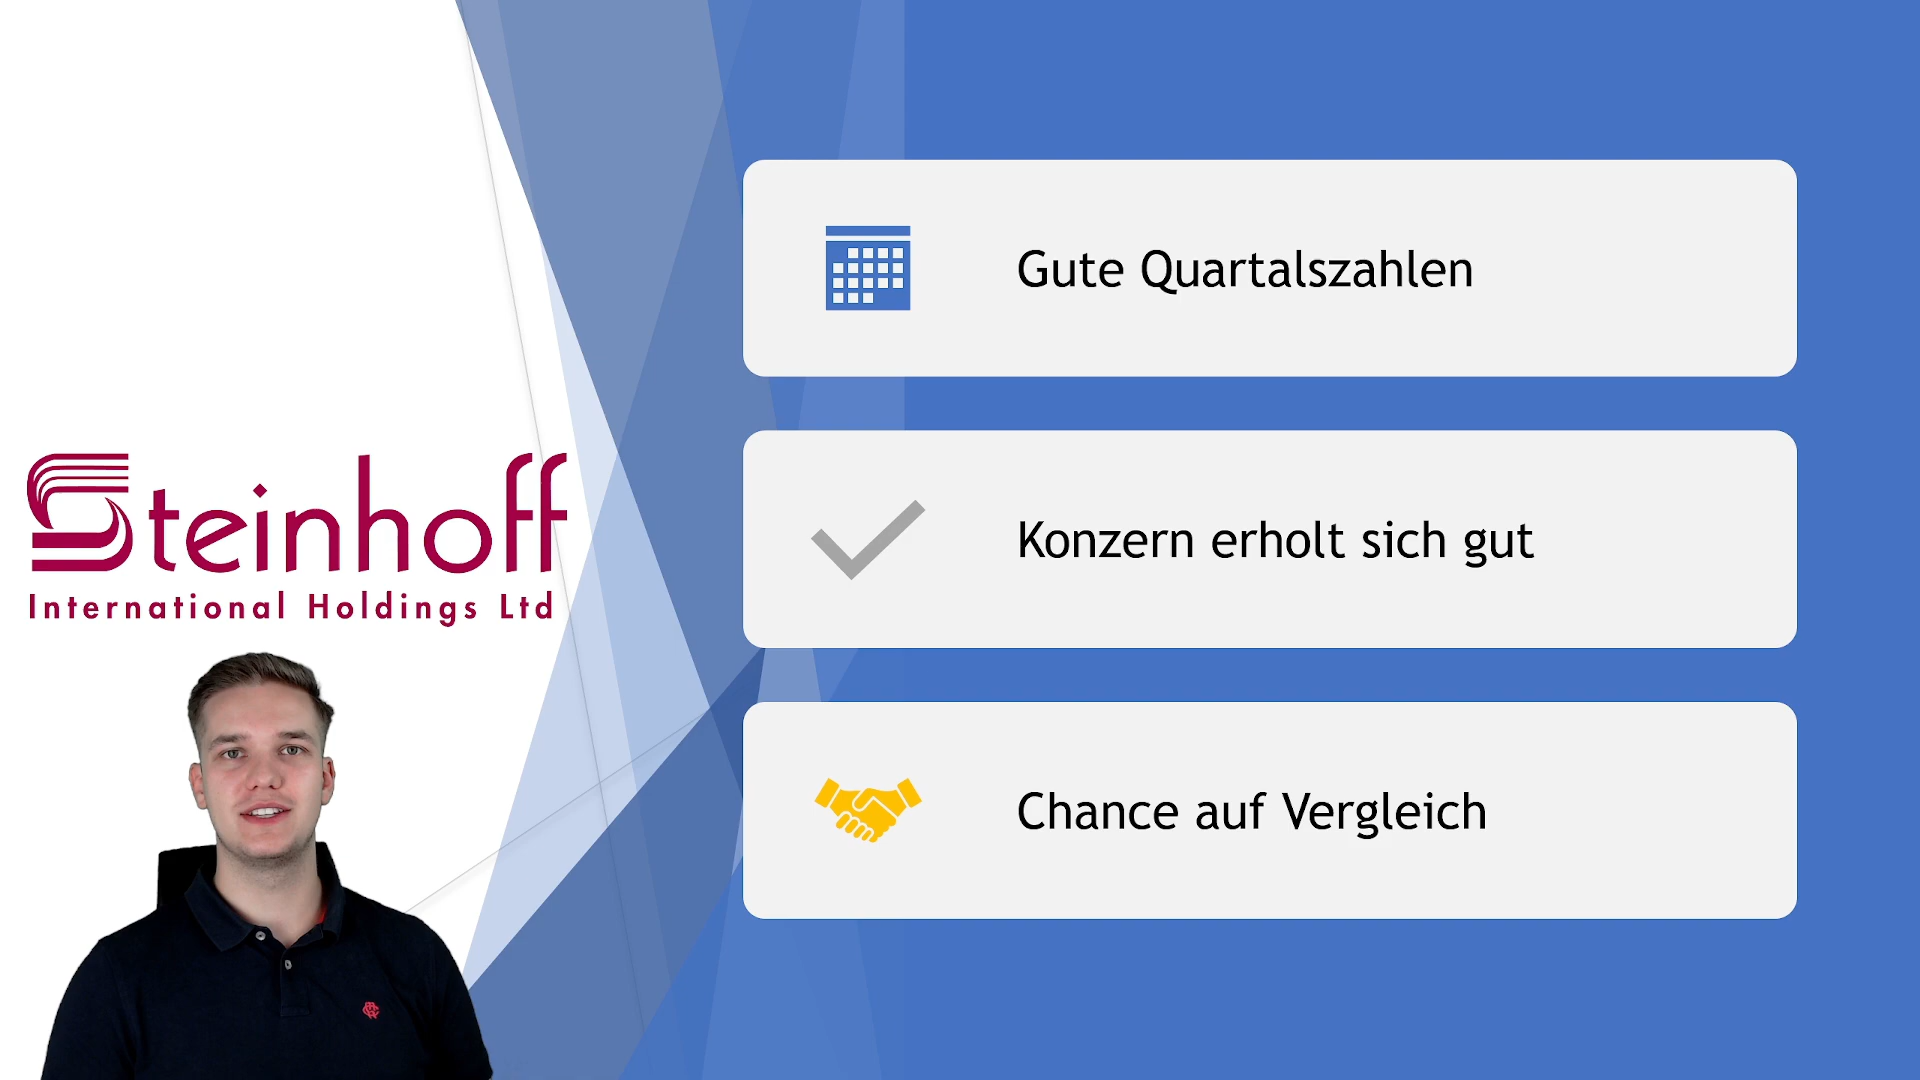 Steinhoff
International Holdings Ltd
Gute Quartalszahlen
Konzern erholt sich gut
Chance auf Vergleich